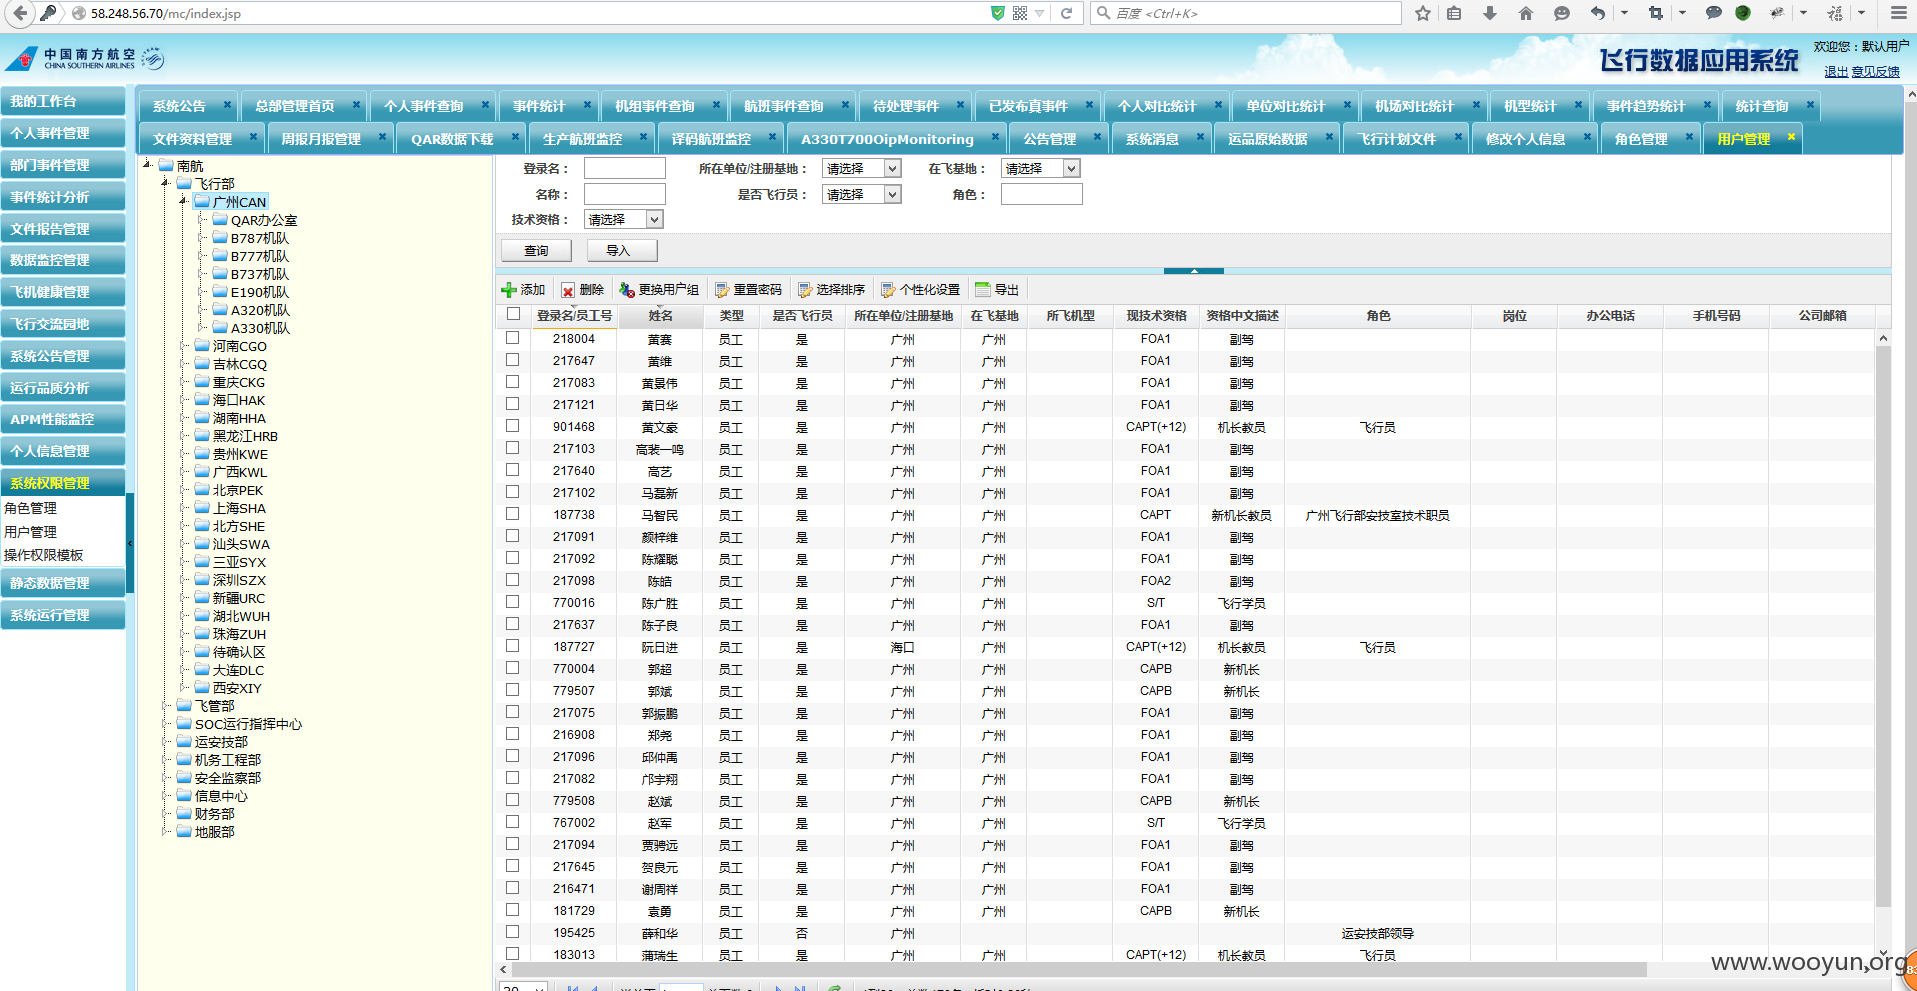 58.248.56.70/mc/index.jsp
百度 <Ctrl+K>
中国南方航空
CHINA SOUTHERN AIRLINES
飞行数据应用系统
欢迎您：默认用户
退出 意见反馈
我的工作台
个人事件管理
部门事件管理
事件统计分析
文件报告管理
数据监控管理
飞机健康管理
飞行交流园地
系统公告管理
运行品质分析
APM性能监控
个人信息管理
系统权限管理
角色管理
用户管理
操作权限模板
静态数据管理
系统运行管理
系统公告 总部管理首页 个人事件查询 事件统计 机组事件查询 航班事件查询 待处理事件 已发布真事件 个人对比统计 单位对比统计 机场对比统计 机型统计 事件趋势统计 统计查询
文件资料管理 周报月报管理 QAR数据下载 生产航班监控 译码航班监控 A330T700OipMonitoring 公告管理 系统消息 运品原始数据 飞行计划文件 修改个人信息 角色管理 用户管理
南航
飞行部
广州CAN
QAR办公室
B787机队
B777机队
B737机队
E190机队
A320机队
A330机队
河南CGO
吉林CGQ
重庆CKG
海口HAK
湖南HHA
黑龙江HRB
贵州KWE
广西KWL
北京PEK
上海SHA
北方SHE
汕头SWA
三亚SYX
深圳SZX
新疆URC
湖北WUH
珠海ZUH
待确认区
大连DLC
西安XIY
飞管部
SOC运行指挥中心
运安技部
机务工程部
安全监察部
信息中心
财务部
地服部
登录名： 所在单位/注册基地： 请选择 在飞基地： 请选择
名称： 是否飞行员： 请选择 角色：
技术资格： 请选择
查询 导入
添加 删除 更换用户组 重置密码 选择排序 个性化设置 导出
登录名/员工号 姓名 类型 是否飞行员 所在单位/注册基地 在飞基地 所飞机型 现技术资格 资格中文描述 角色 岗位 办公电话 手机号码 公司邮箱
218004 黄赛 员工 是 广州 广州 FOA1 副驾
217647 黄维 员工 是 广州 广州 FOA1 副驾
217083 黄景伟 员工 是 广州 广州 FOA1 副驾
217121 黄日华 员工 是 广州 广州 FOA1 副驾
901468 黄文豪 员工 是 广州 广州 CAPT(+12) 机长教员 飞行员
217103 高裴一鸣 员工 是 广州 广州 FOA1 副驾
217640 高艺 员工 是 广州 广州 FOA1 副驾
217102 马磊新 员工 是 广州 广州 FOA1 副驾
187738 马智民 员工 是 广州 广州 CAPT 新机长教员 广州飞行部安技室技术职员
217091 颜梓维 员工 是 广州 广州 FOA1 副驾
217092 陈耀聪 员工 是 广州 广州 FOA1 副驾
217098 陈皓 员工 是 广州 广州 FOA2 副驾
770016 陈广胜 员工 是 广州 广州 S/T 飞行学员
217637 陈子良 员工 是 广州 广州 FOA1 副驾
187727 阮日进 员工 是 海口 广州 CAPT(+12) 机长教员 飞行员
770004 郭超 员工 是 广州 广州 CAPB 新机长
779507 郭斌 员工 是 广州 广州 CAPB 新机长
217075 郭振鹏 员工 是 广州 广州 FOA1 副驾
216908 郑尧 员工 是 广州 广州 FOA1 副驾
217096 邱仲禹 员工 是 广州 广州 FOA1 副驾
217082 邝宇翔 员工 是 广州 广州 FOA1 副驾
779508 赵斌 员工 是 广州 广州 CAPB 新机长
767002 赵军 员工 是 广州 广州 S/T 飞行学员
217094 贾骋远 员工 是 广州 广州 FOA1 副驾
217645 贺良元 员工 是 广州 广州 FOA1 副驾
216471 谢周祥 员工 是 广州 广州 FOA1 副驾
181729 袁勇 员工 是 广州 广州 CAPB 新机长
195425 薛和华 员工 否 广州 运安技部领导
183013 蒲瑞生 员工 是 广州 广州 CAPT(+12) 机长教员 飞行员
www.wooyun.org